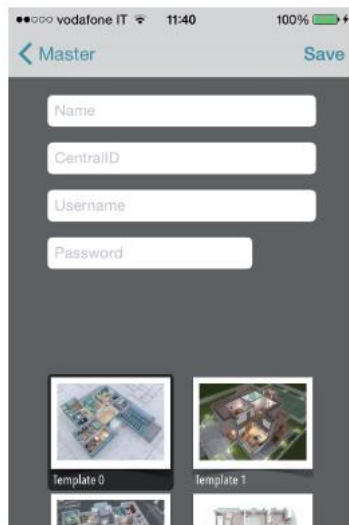 vodafone IT 11:40 100%
Master Save
Name
CentralID
Username
Password
Template 0 Template 1